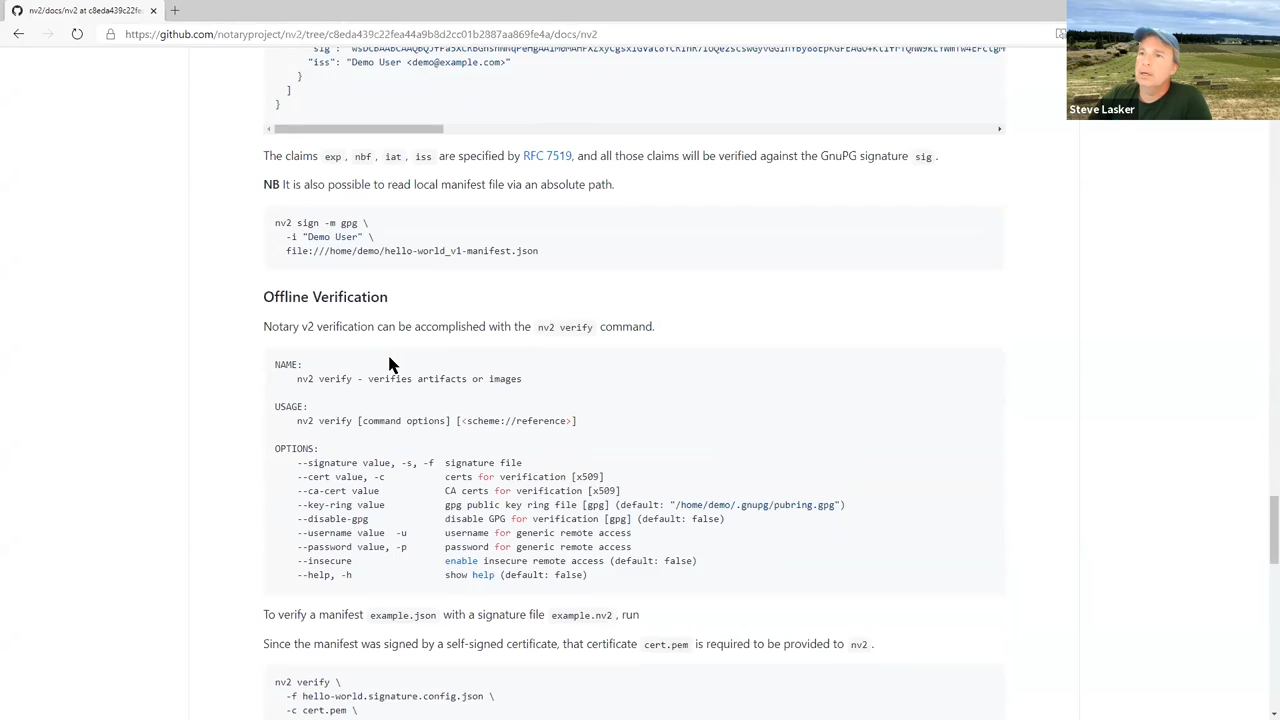 nv2/docs/nv2 at c8eda439c22fe
https://github.com/notaryproject/nv2/tree/c8eda439c22fea44a9b8d2cc01b2887aa869fe4a/docs/nv2
Steve Lasker
"iss": "Demo User <demo@example.com>"
}
]
}
The claims exp, nbf, iat, iss are specified by RFC 7519, and all those claims will be verified against the GnuPG signature sig.
NB It is also possible to read local manifest file via an absolute path.
nv2 sign -m gpg \
-i "Demo User" \
file:///home/demo/hello-world_v1-manifest.json
Offline Verification
Notary v2 verification can be accomplished with the nv2 verify command.
NAME:
nv2 verify - verifies artifacts or images
USAGE:
nv2 verify [command options] [<scheme://reference>]
OPTIONS:
--signature value, -s, -f signature file
--cert value, -c certs for verification [x509]
--ca-cert value CA certs for verification [x509]
--key-ring value gpg public key ring file [gpg] (default: "/home/demo/.gnupg/pubring.gpg")
--disable-gpg disable GPG for verification [gpg] (default: false)
--username value -u username for generic remote access
--password value, -p password for generic remote access
--insecure enable insecure remote access (default: false)
--help, -h show help (default: false)
To verify a manifest example.json with a signature file example.nv2, run
Since the manifest was signed by a self-signed certificate, that certificate cert.pem is required to be provided to nv2.
nv2 verify \
-f hello-world.signature.config.json \
-c cert.pem \